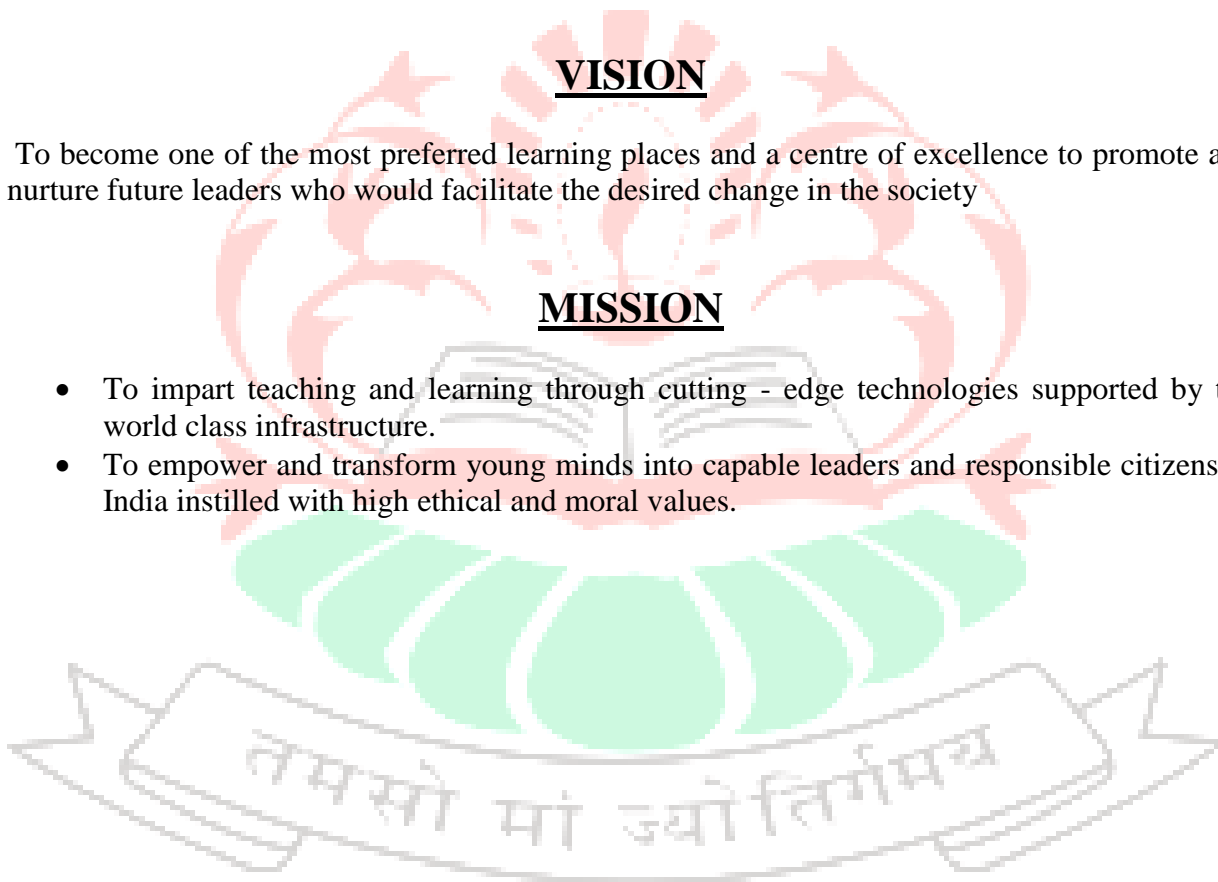 VISION
To become one of the most preferred learning places and a centre of excellence to promote a
nurture future leaders who would facilitate the desired change in the society
MISSION
• To impart teaching and learning through cutting - edge technologies supported by t
world class infrastructure.
• To empower and transform young minds into capable leaders and responsible citizens
India instilled with high ethical and moral values.
तमसो मां ज्योतिर्गमय